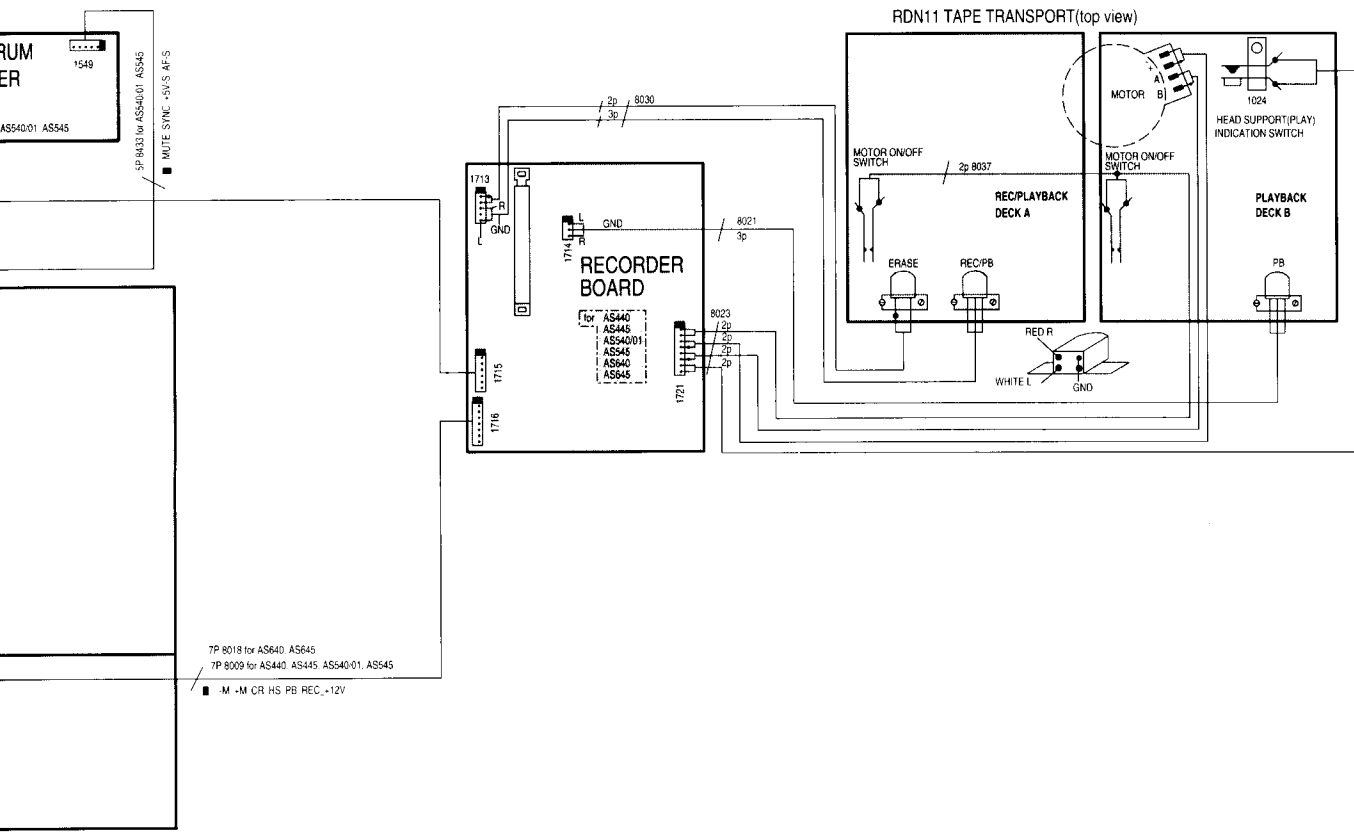 RDN11 TAPE TRANSPORT(top view)
RUM
ER
1549
AS540/01 AS545
5P 8433 for AS540/01 AS545
MUTE SYNC +5V-S AF-S
2p
3p
8030
1713
R
GND
L
L
GND
R
1714
8021
3p
RECORDER
BOARD
for AS440
AS445
AS540/01
AS545
AS640
AS645
8023
2p
2p
2p
2p
1721
1715
1716
MOTOR ON/OFF
SWITCH
2p 8037
REC/PLAYBACK
DECK A
ERASE
REC/PB
MOTOR
+
-
A
B
1024
HEAD SUPPORT(PLAY)
INDICATION SWITCH
MOTOR ON/OFF
SWITCH
PLAYBACK
DECK B
PB
RED R
WHITE L
GND
7P 8018 for AS640. AS645
7P 8009 for AS440. AS445. AS540/01. AS545
-M +M CR HS PB REC_+12V